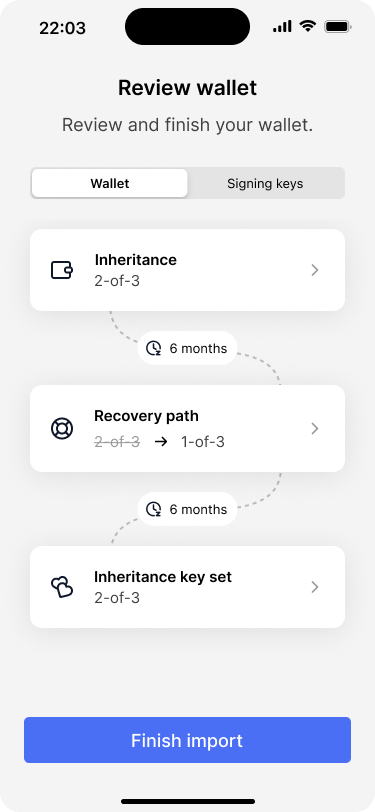 22:03
Review wallet
Review and finish your wallet.
Wallet
Signing keys
Inheritance
2-of-3
6 months
Recovery path
2-of-3 → 1-of-3
6 months
Inheritance key set
2-of-3
Finish import